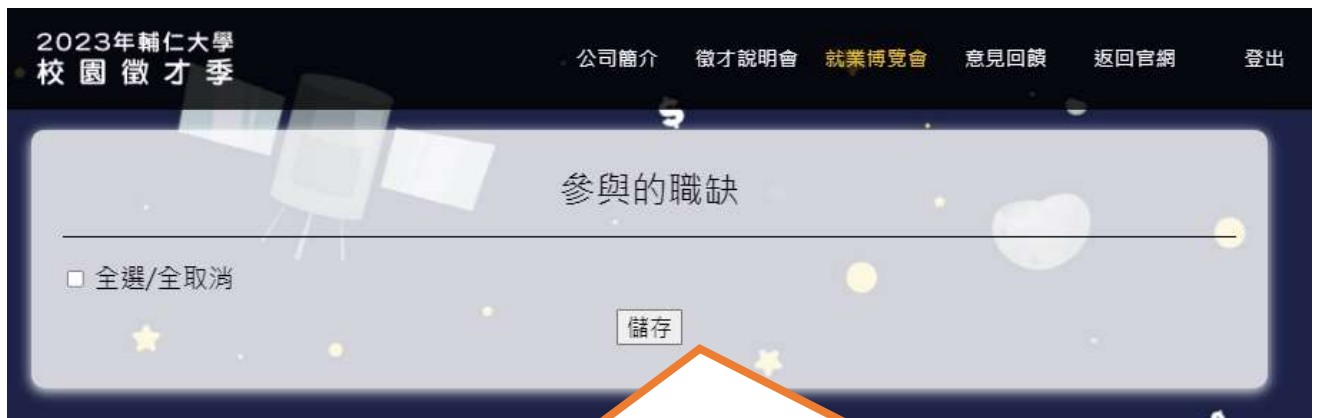 2023年輔仁大學
校園徵才季
公司簡介 徵才說明會 就業博覽會 意見回饋 返回官網 登出
參與的職缺
全選/全取消
儲存